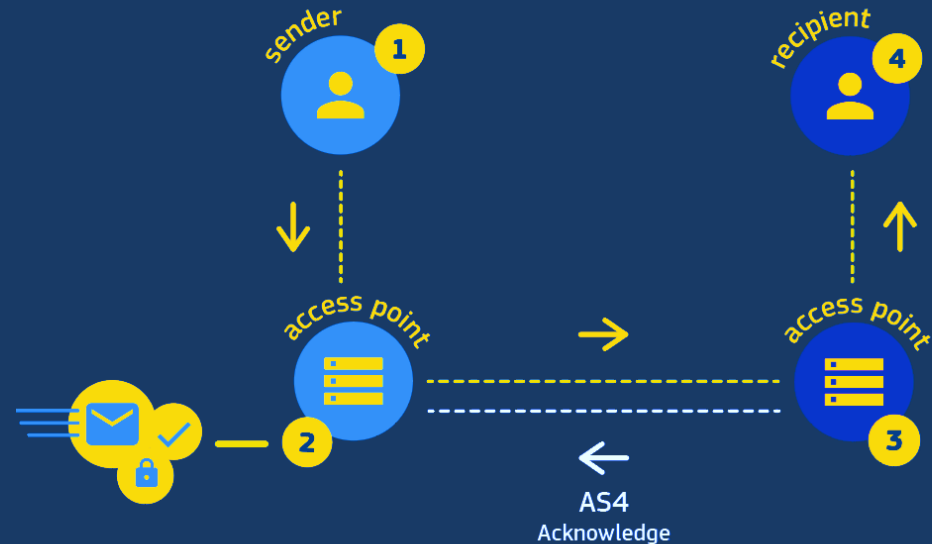 sender
1
recipient
4
access point
2
access point
3
AS4
Acknowledge